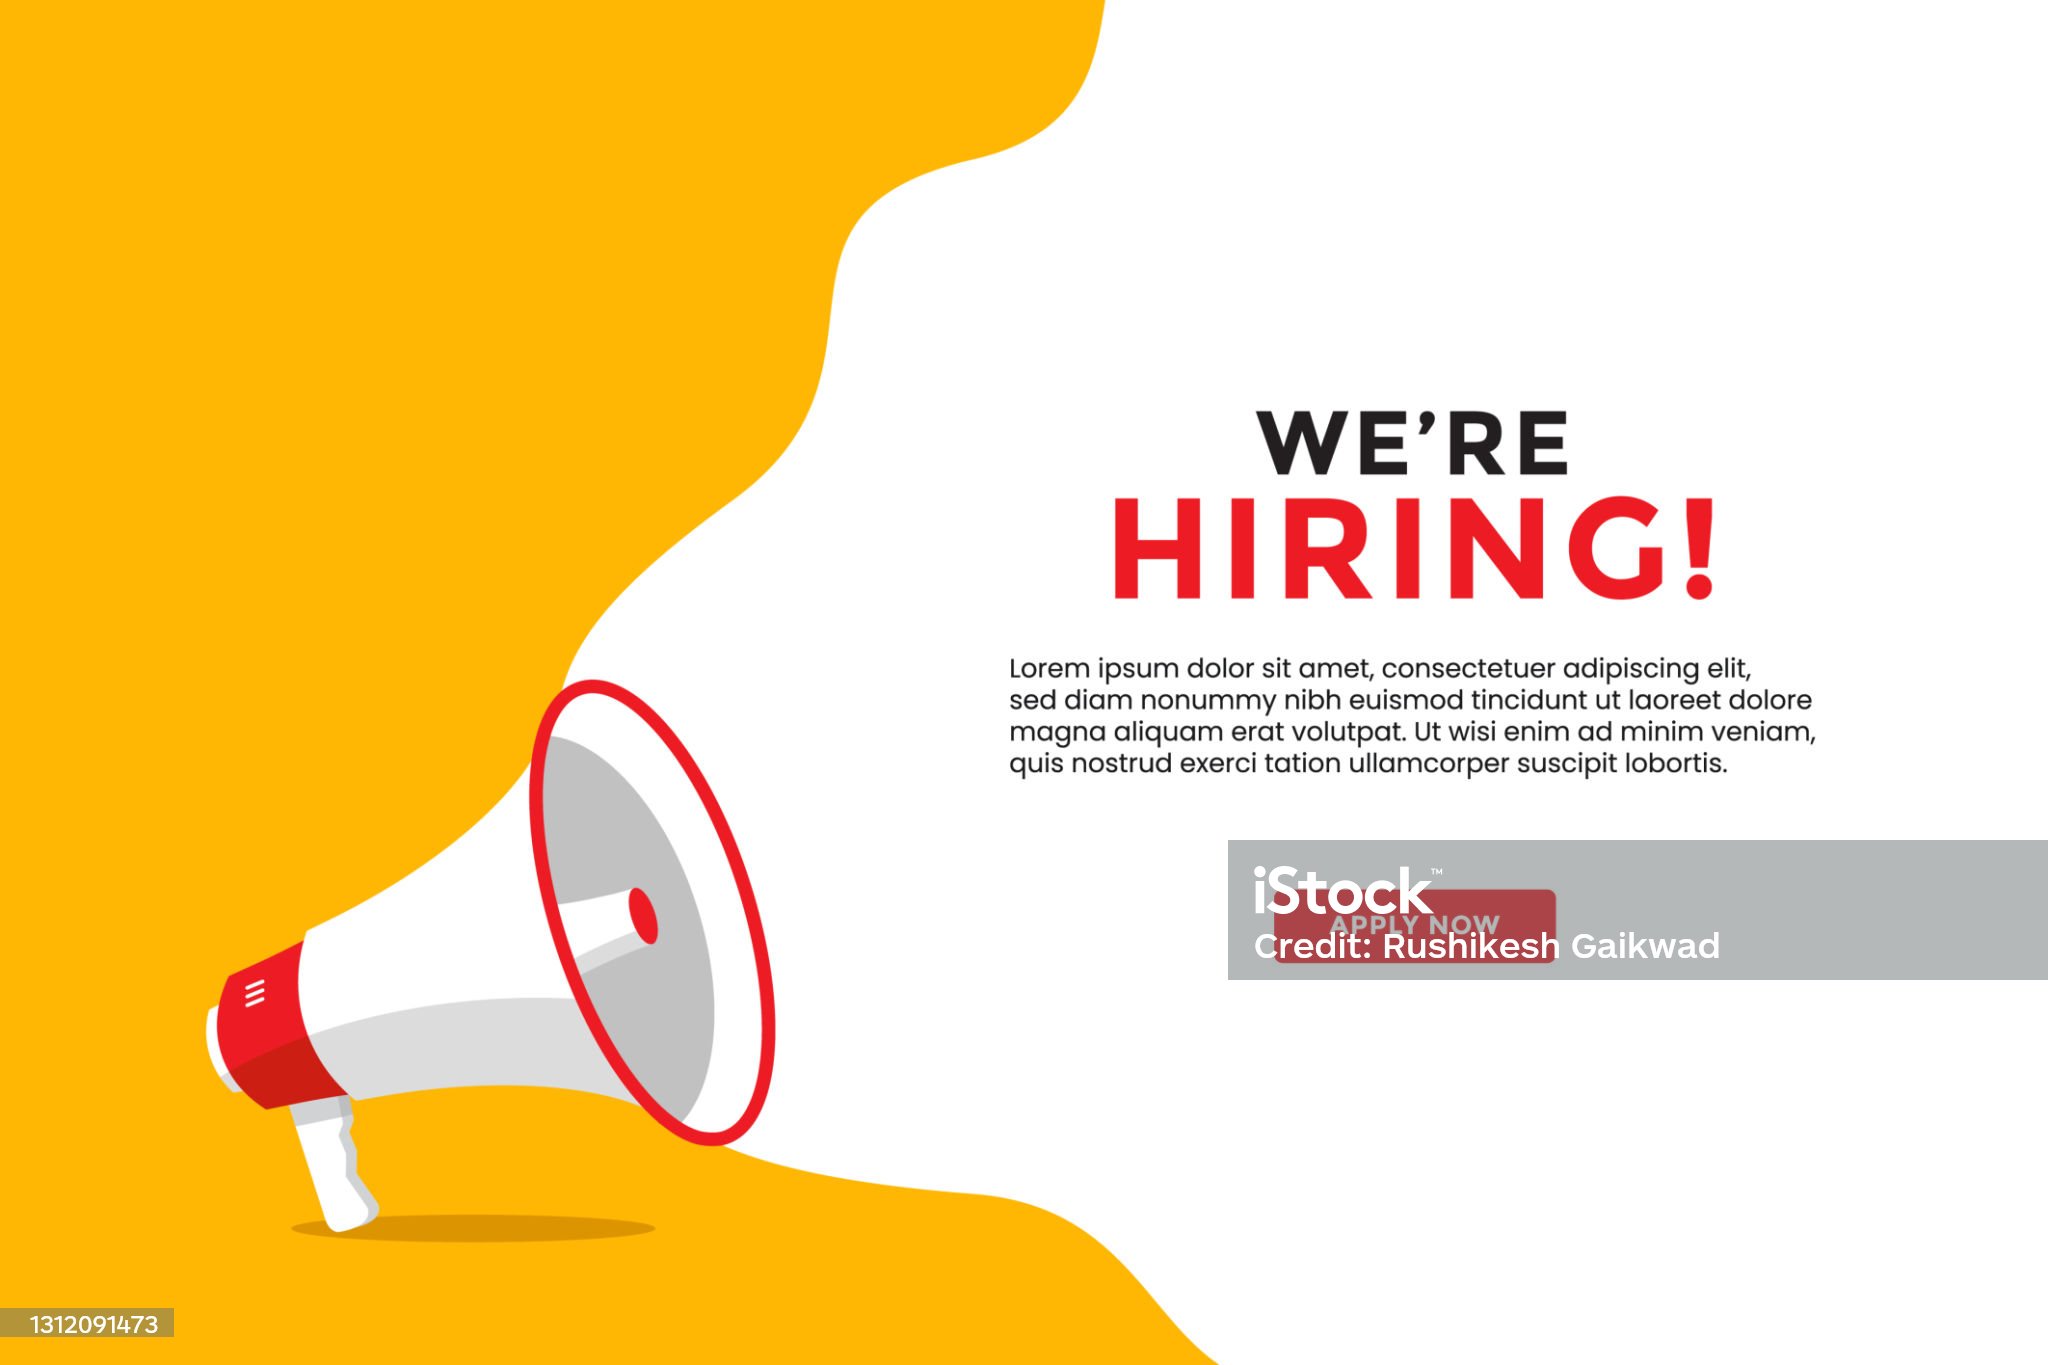 WE’RE
HIRING!
Lorem ipsum dolor sit amet, consectetuer adipiscing elit,
sed diam nonummy nibh euismod tincidunt ut laoreet dolore
magna aliquam erat volutpat. Ut wisi enim ad minim veniam,
quis nostrud exerci tation ullamcorper suscipit lobortis.
iStock™
APPLY NOW
Credit: Rushikesh Gaikwad
1312091473